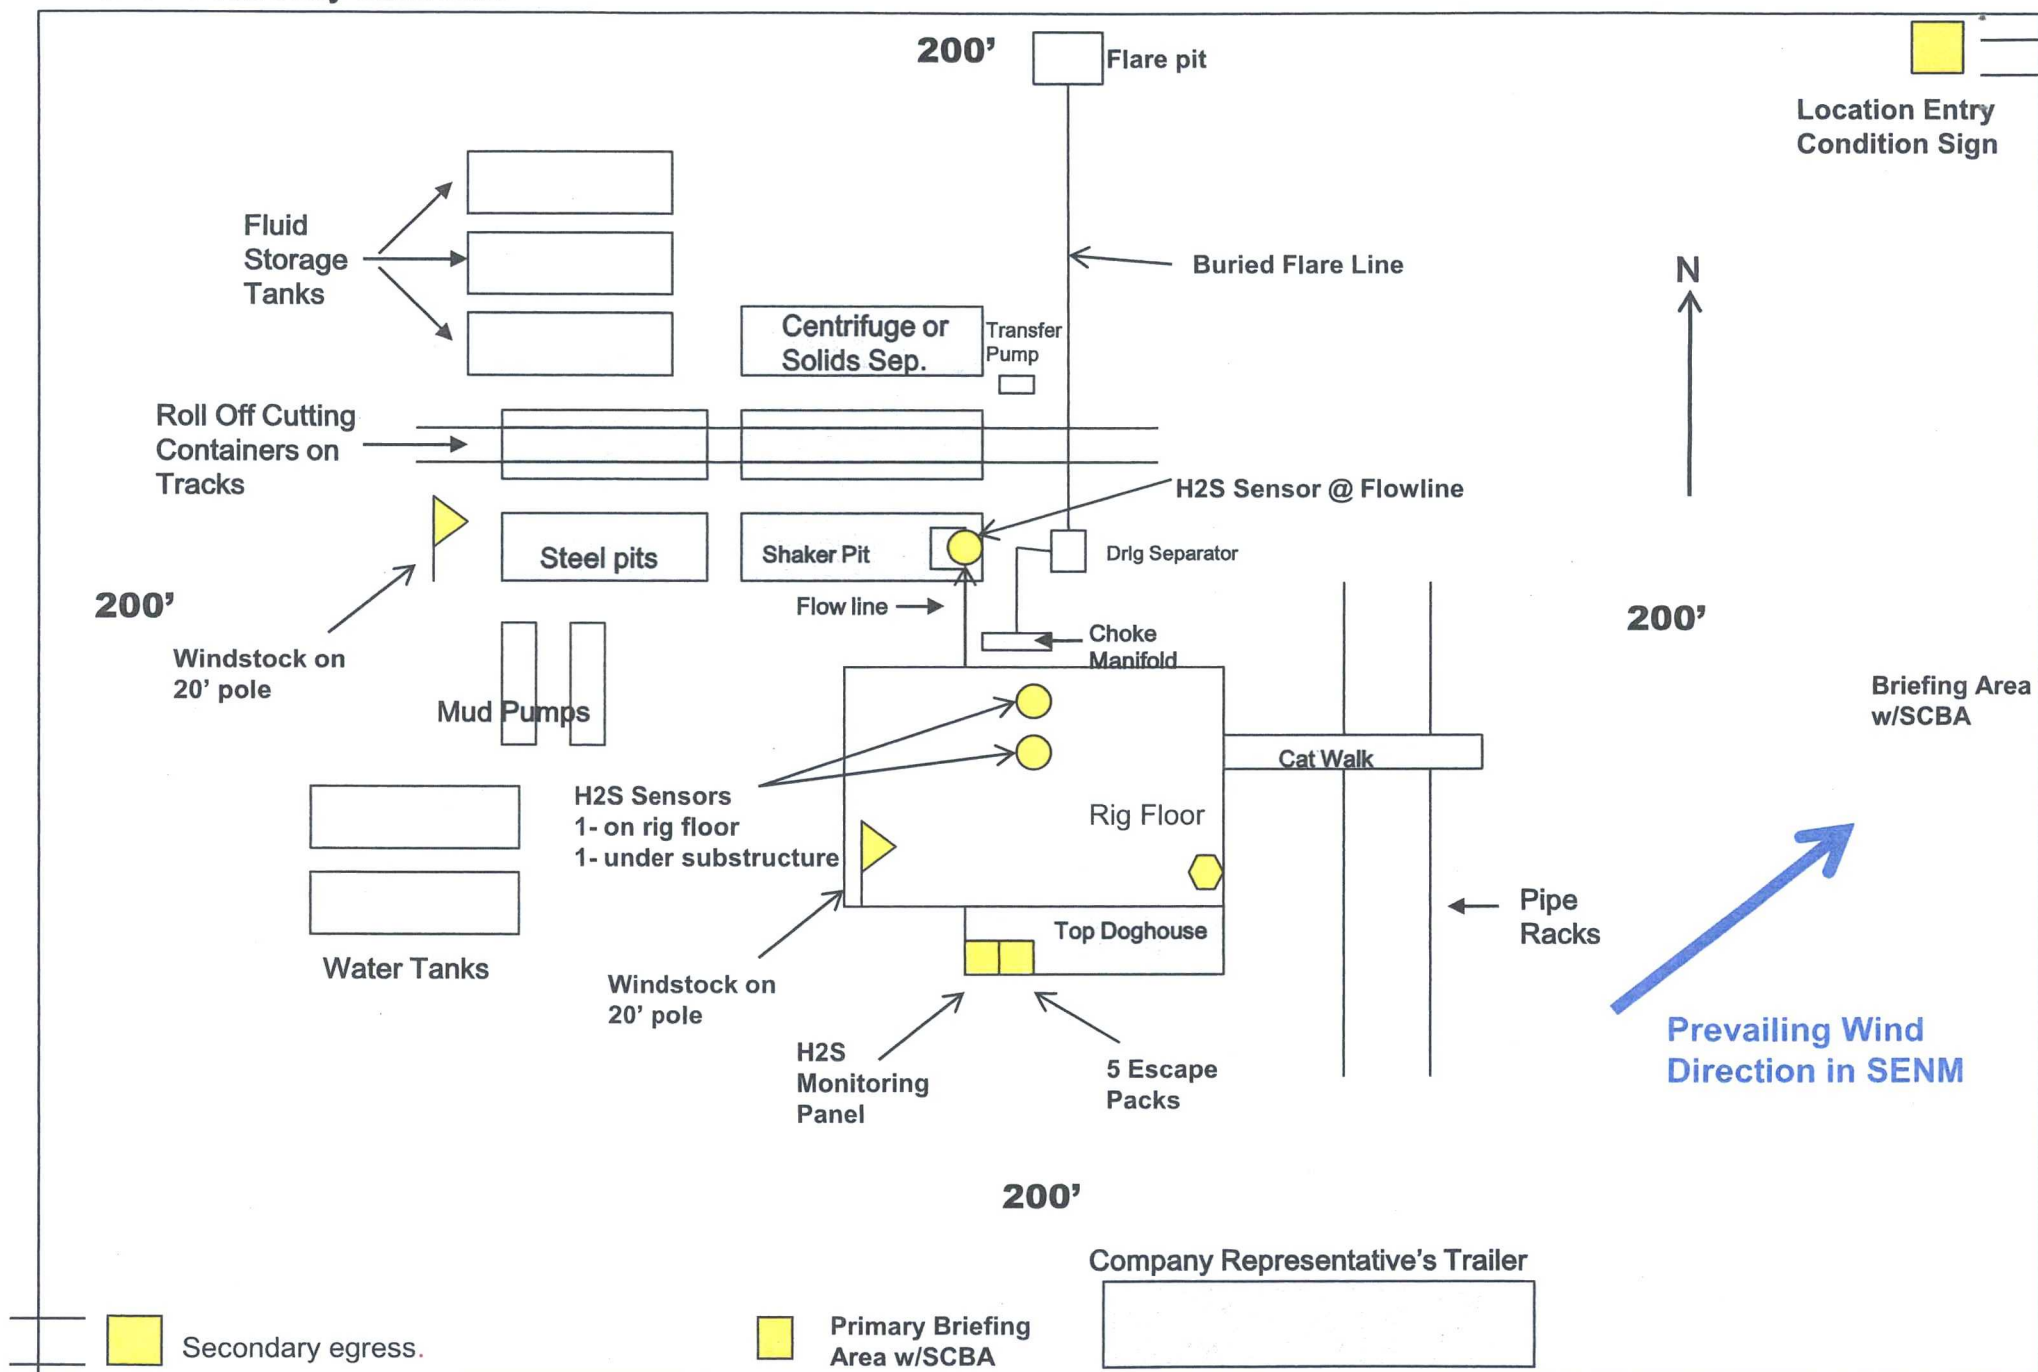 200’
Flare pit
Location Entry
Condition Sign
Fluid
Storage
Tanks
Buried Flare Line
N
Centrifuge or
Solids Sep.
Transfer
Pump
Roll Off Cutting
Containers on
Tracks
H2S Sensor @ Flowline
Steel pits
Shaker Pit
Drlg Separator
200’
Flow line
200’
Windstock on
20’ pole
Choke
Manifold
Briefing Area
w/SCBA
Mud Pumps
Cat Walk
H2S Sensors
1- on rig floor
1- under substructure
Rig Floor
Pipe
Racks
Top Doghouse
Water Tanks
Windstock on
20’ pole
Prevailing Wind
Direction in SENM
H2S
Monitoring
Panel
5 Escape
Packs
200’
Company Representative's Trailer
Secondary egress.
Primary Briefing
Area w/SCBA